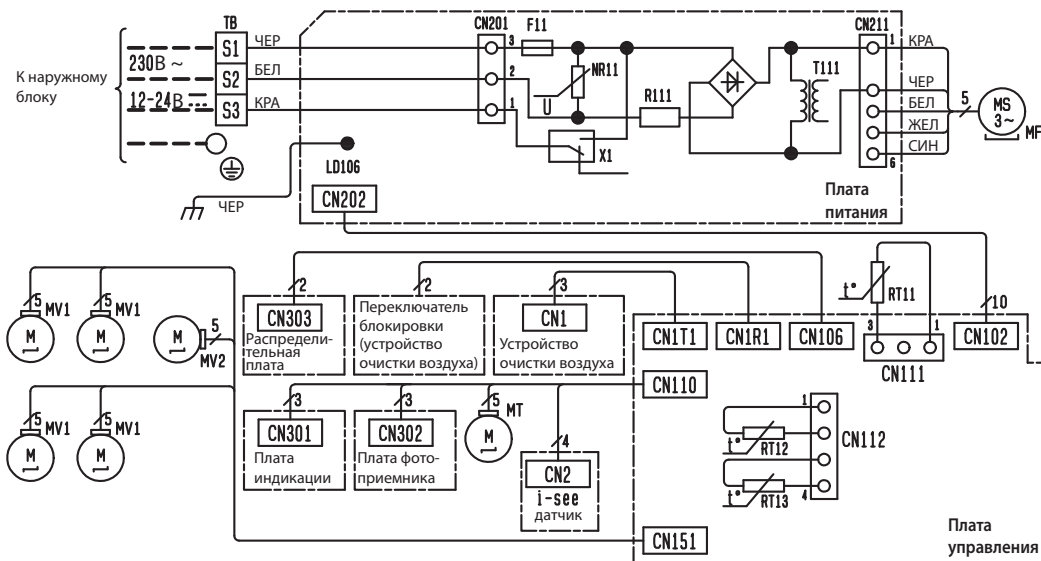 TB
CN201
F11
CN211
К наружному
блоку
230В ~
12-24В
S1
S2
S3
ЧЕР
БЕЛ
КРА
3
2
1
NR11
U
R111
X1
T111
1
6
КРА
ЧЕР
БЕЛ
ЖЕЛ
СИН
5
MS
3~
MF
LD106
ЧЕР
CN202
Плата
питания
5
MV1
M
5
MV1
M
M
5
MV2
5
MV1
M
5
MV1
M
2
CN303
Распредели-
тельная
плата
2
Переключатель
блокировки
(устройство
очистки воздуха)
3
CN1
Устройство
очистки воздуха
CN1T1
CN1R1
CN106
t°
RT11
3
1
CN111
10
CN102
CN110
3
CN301
Плата
индикации
3
CN302
Плата фото-
приемника
5
MT
M
4
CN2
i-see
датчик
1
4
CN112
t°
RT12
t°
RT13
CN151
Плата
управления